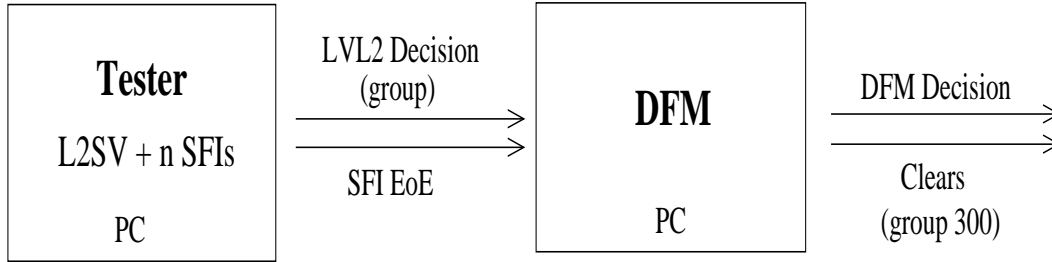 Tester
L2SV + n SFIs
PC
LVL2 Decision
(group)
SFI EoE
DFM
PC
DFM Decision
Clears
(group 300)